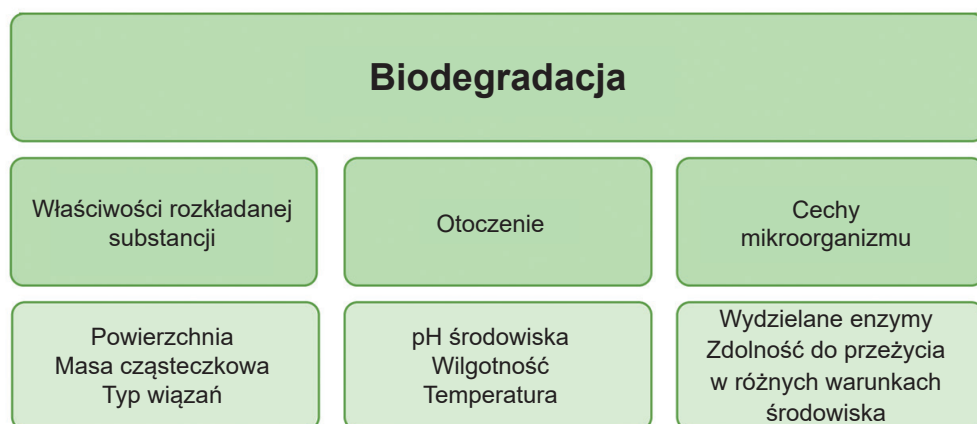 Biodegradacja
Właściwości rozkładanej
substancji
Otoczenie
Cechy
mikroorganizmu
Powierzchnia
Masa cząsteczkowa
Typ wiązań
pH środowiska
Wilgotność
Temperatura
Wydzielane enzymy
Zdolność do przeżycia
w różnych warunkach
środowiska